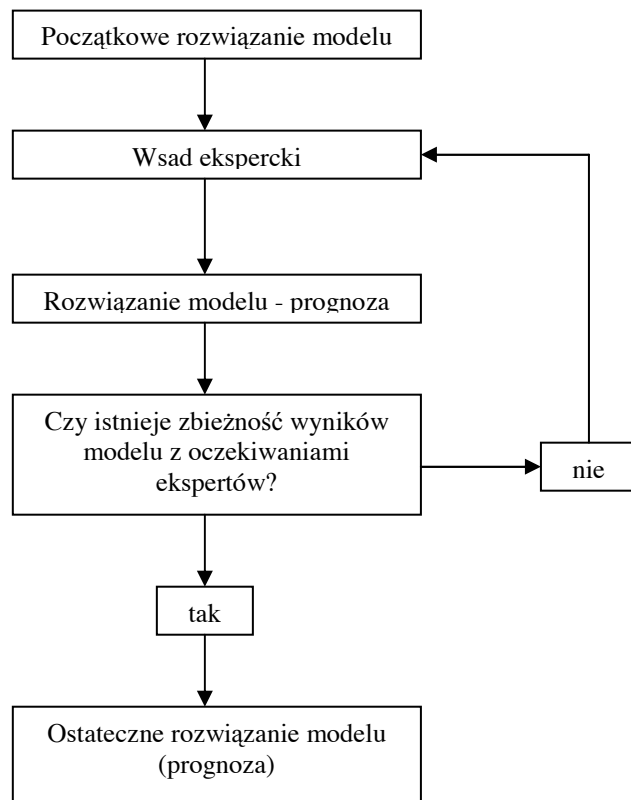 Początkowe rozwiązanie modelu
Wsad ekspercki
Rozwiązanie modelu - prognoza
Czy istnieje zbieżność wyników
modelu z oczekiwaniami
ekspertów?
nie
tak
Ostateczne rozwiązanie modelu
(prognoza)